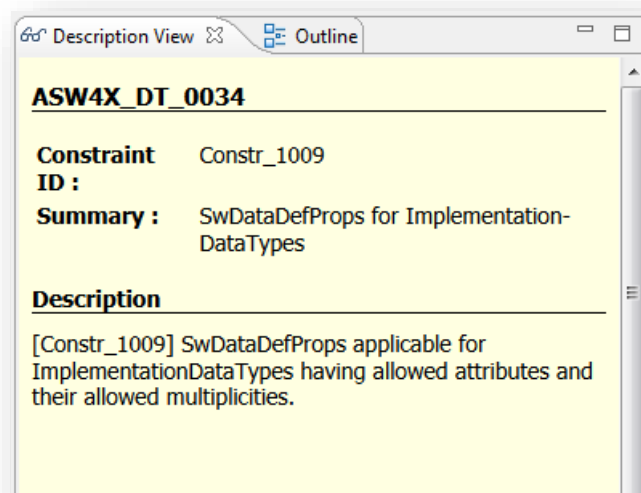 Description View Outline
ASW4X_DT_0034
Constraint Constr_1009
ID :
Summary : SwDataDefProps for Implementation-
DataTypes
Description
[Constr_1009] SwDataDefProps applicable for
ImplementationDataTypes having allowed attributes and
their allowed multiplicities.